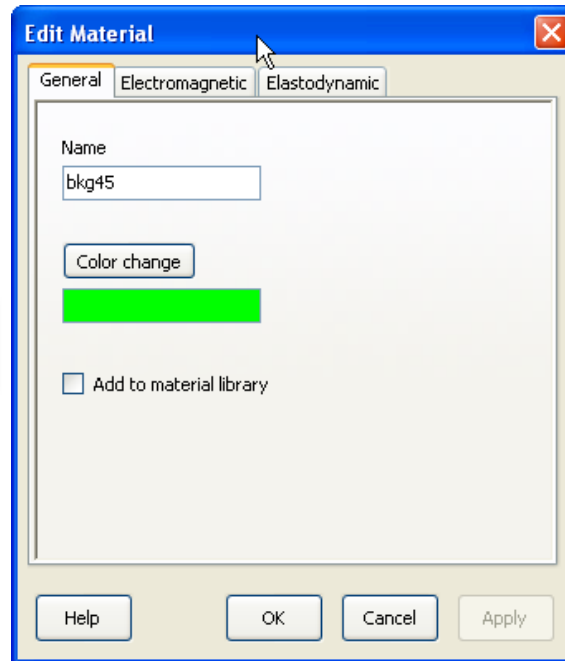 Edit Material
General Electromagnetic Elastodynamic
Name
bkg45
Color change
Add to material library
Help OK Cancel Apply